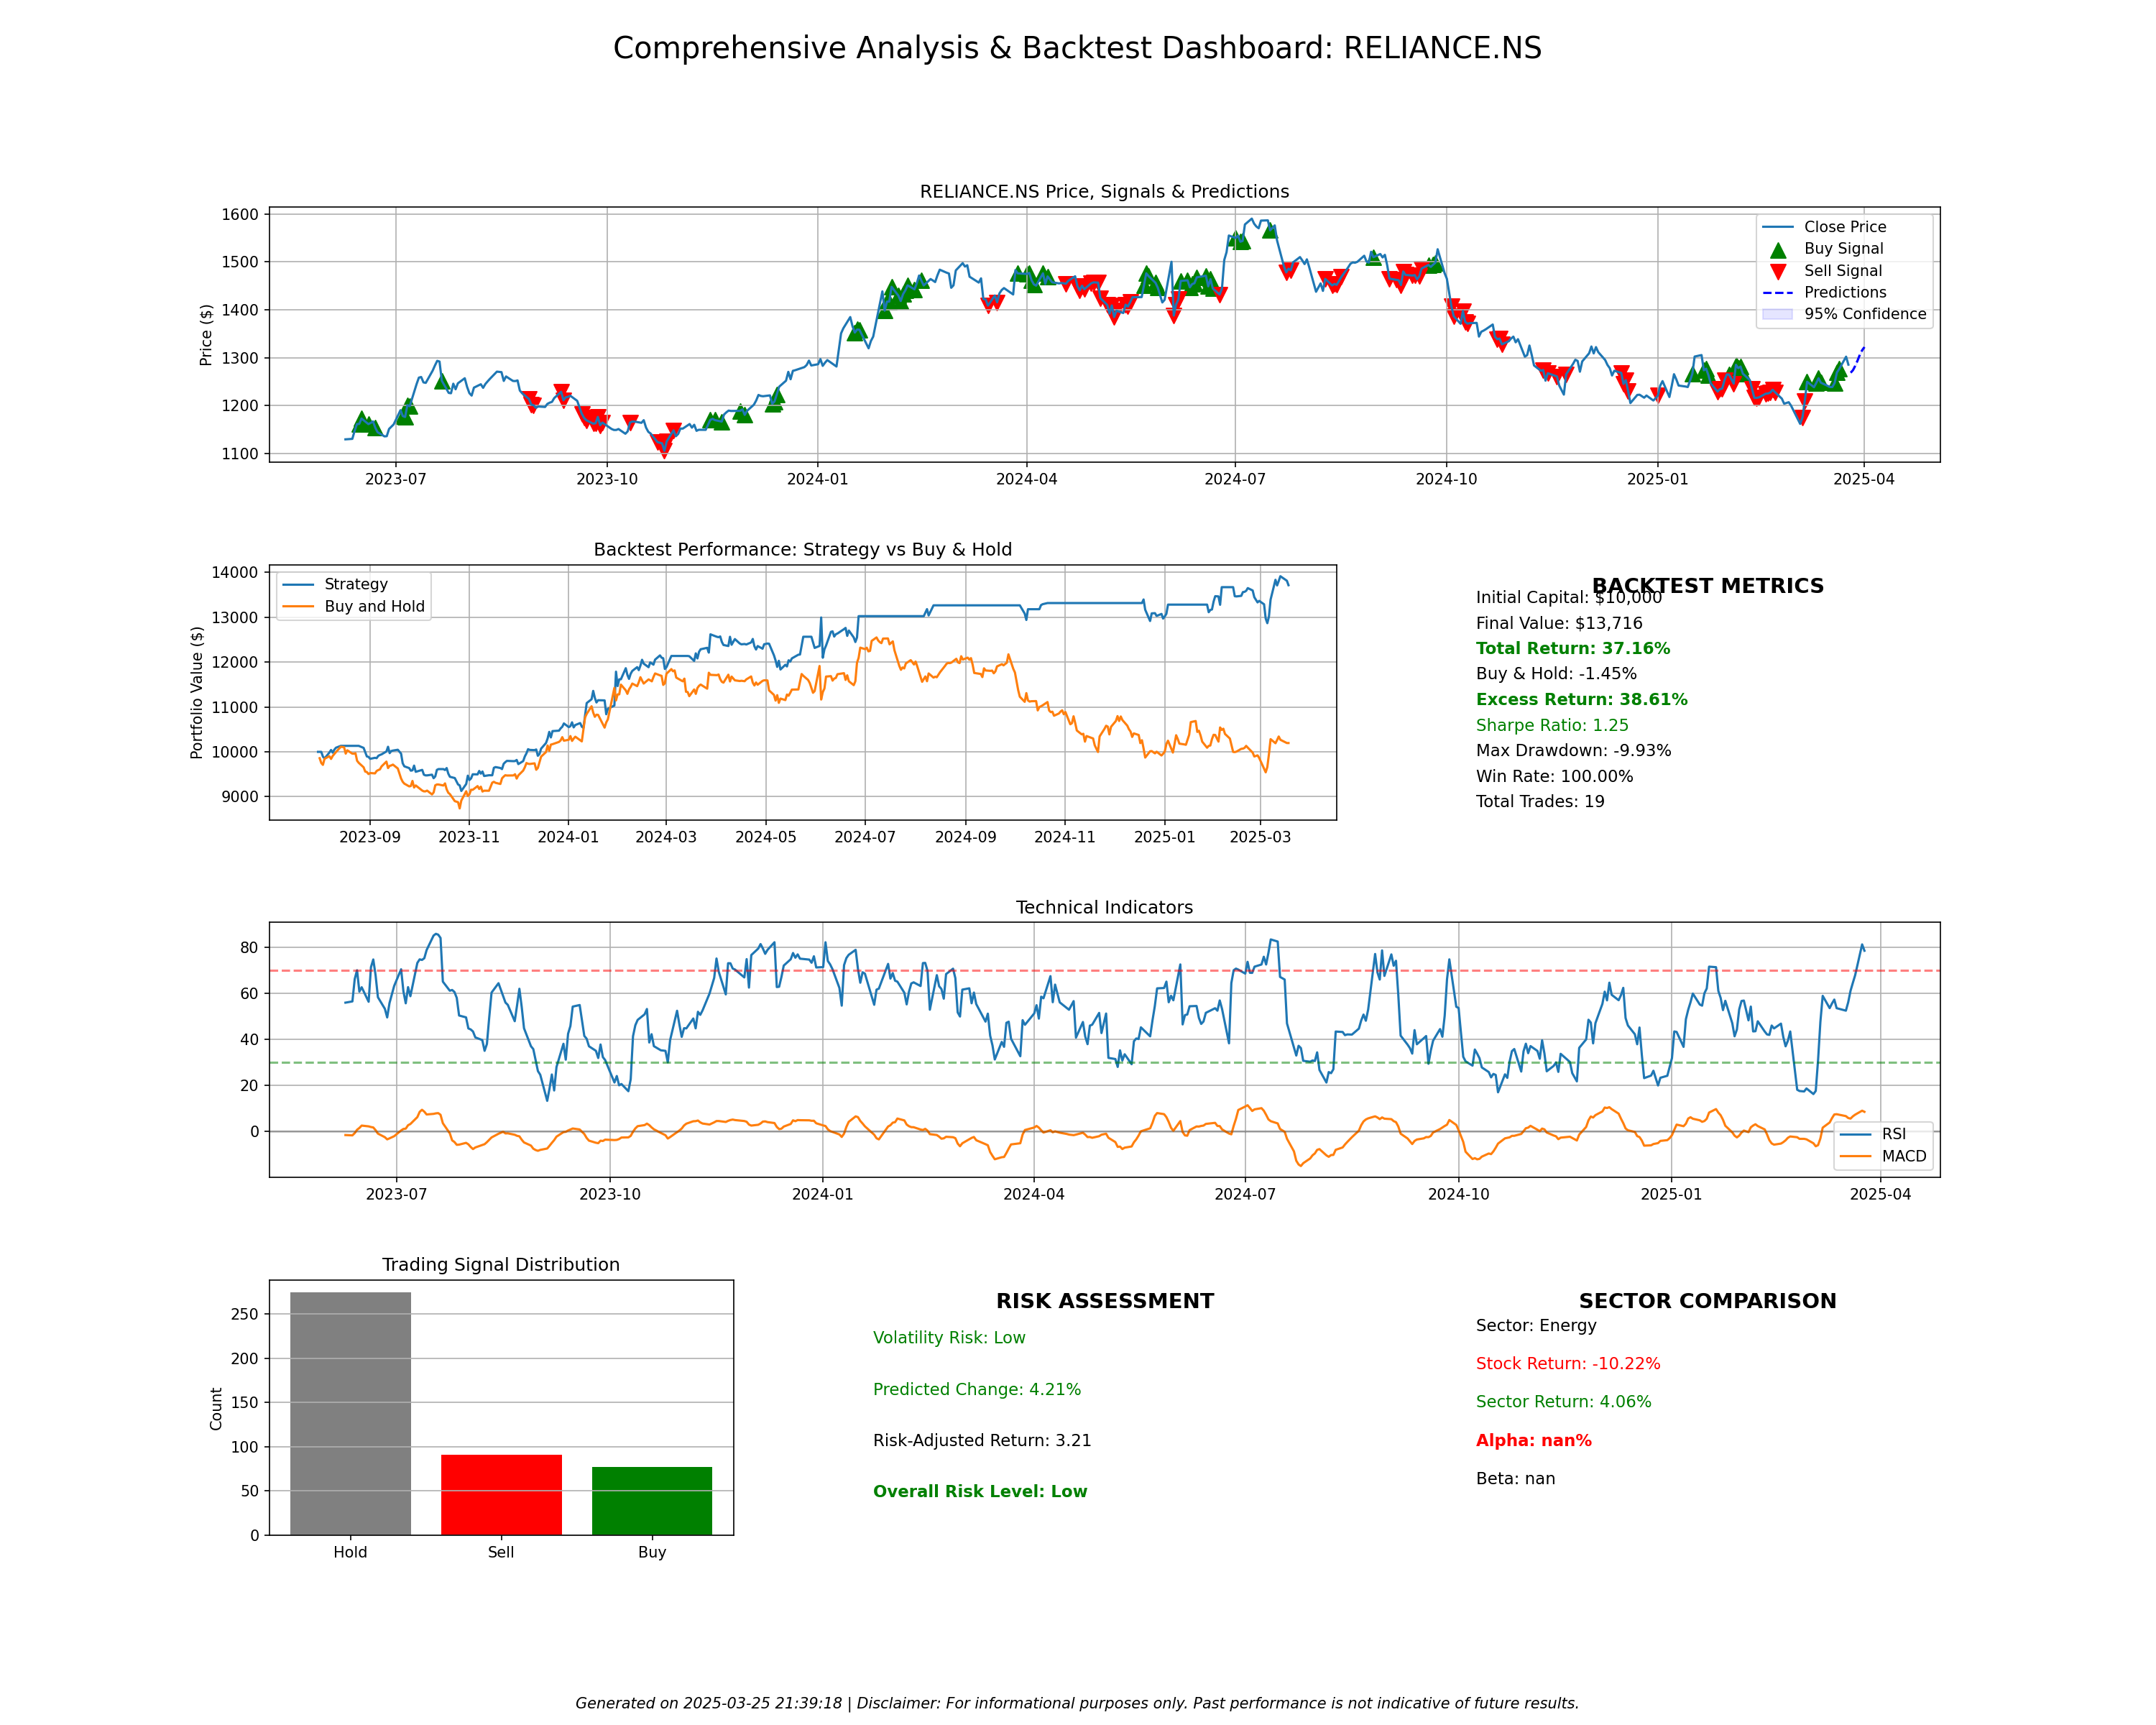 Comprehensive Analysis & Backtest Dashboard: RELIANCE.NS
RELIANCE.NS Price, Signals & Predictions
Price ($)
1600
1500
1400
1300
1200
1100
Close Price
Buy Signal
Sell Signal
Predictions
95% Confidence
2023-07 2023-10 2024-01 2024-04 2024-07 2024-10 2025-01 2025-04
Backtest Performance: Strategy vs Buy & Hold
Portfolio Value ($)
14000
13000
12000
11000
10000
9000
Strategy
Buy and Hold
2023-09 2023-11 2024-01 2024-03 2024-05 2024-07 2024-09 2024-11 2025-01 2025-03
BACKTEST METRICS
Initial Capital: $10,000
Final Value: $13,716
Total Return: 37.16%
Buy & Hold: -1.45%
Excess Return: 38.61%
Sharpe Ratio: 1.25
Max Drawdown: -9.93%
Win Rate: 100.00%
Total Trades: 19
Technical Indicators
80
60
40
20
0
RSI
MACD
2023-07 2023-10 2024-01 2024-04 2024-07 2024-10 2025-01 2025-04
Trading Signal Distribution
Count
250
200
150
100
50
0
Hold Sell Buy
RISK ASSESSMENT
Volatility Risk: Low
Predicted Change: 4.21%
Risk-Adjusted Return: 3.21
Overall Risk Level: Low
SECTOR COMPARISON
Sector: Energy
Stock Return: -10.22%
Sector Return: 4.06%
Alpha: nan%
Beta: nan
Generated on 2025-03-25 21:39:18 | Disclaimer: For informational purposes only. Past performance is not indicative of future results.